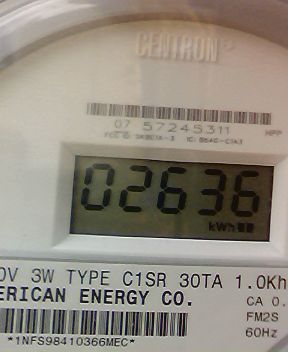 CENTRON
07 57245311 HPP
02636
kWh
0V 3W TYPE C1SR 30TA 1.0Kh
ERICAN ENERGY CO. CA 0.
FM2S
60Hz
*1NFS98410366MEC*